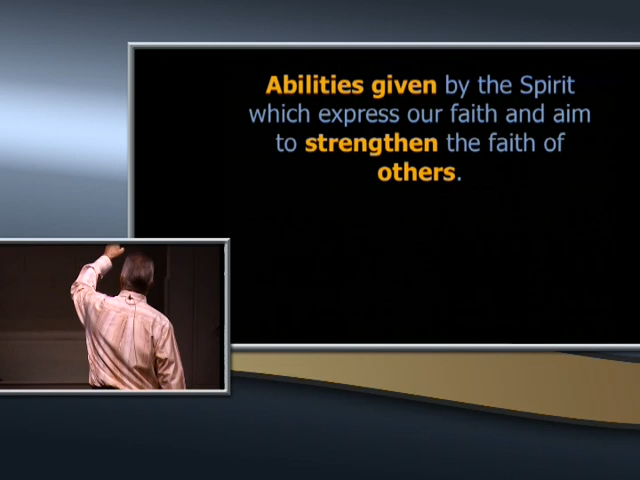 Abilities given by the Spirit
which express our faith and aim
to strengthen the faith of
others.